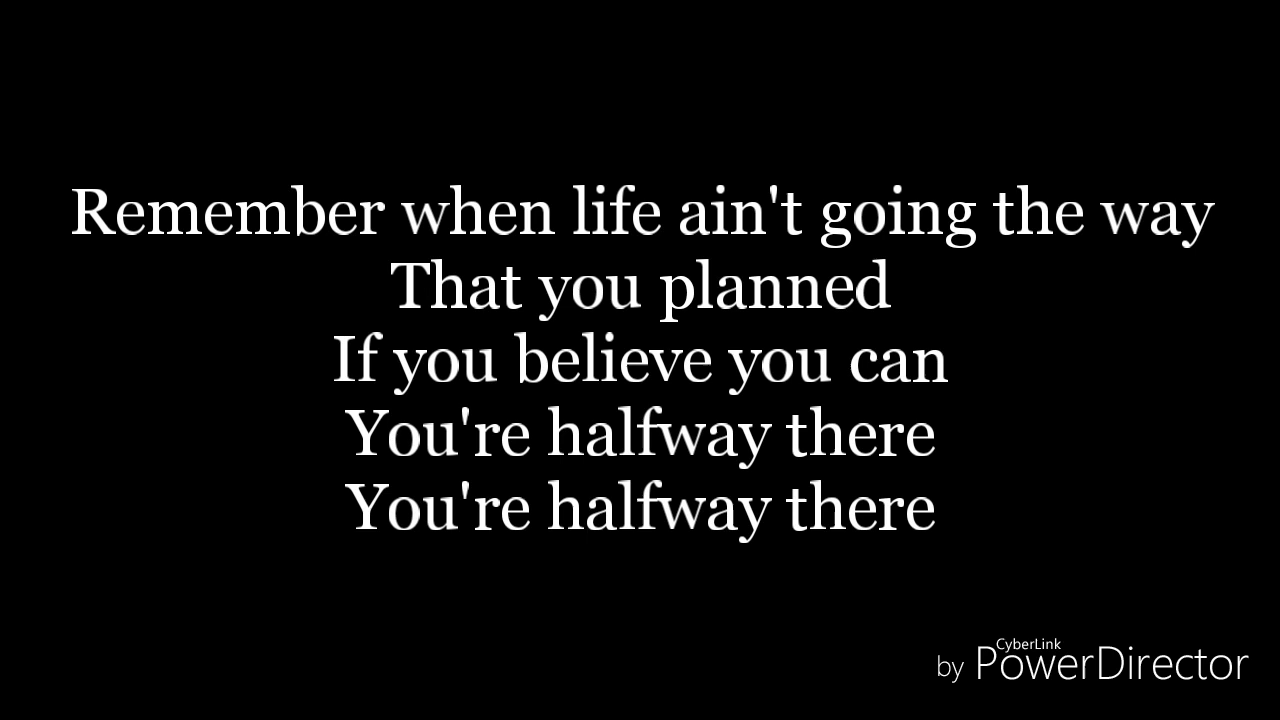 Remember when life ain't going the way
That you planned
If you believe you can
You're halfway there
You're halfway there
CyberLink
by PowerDirector